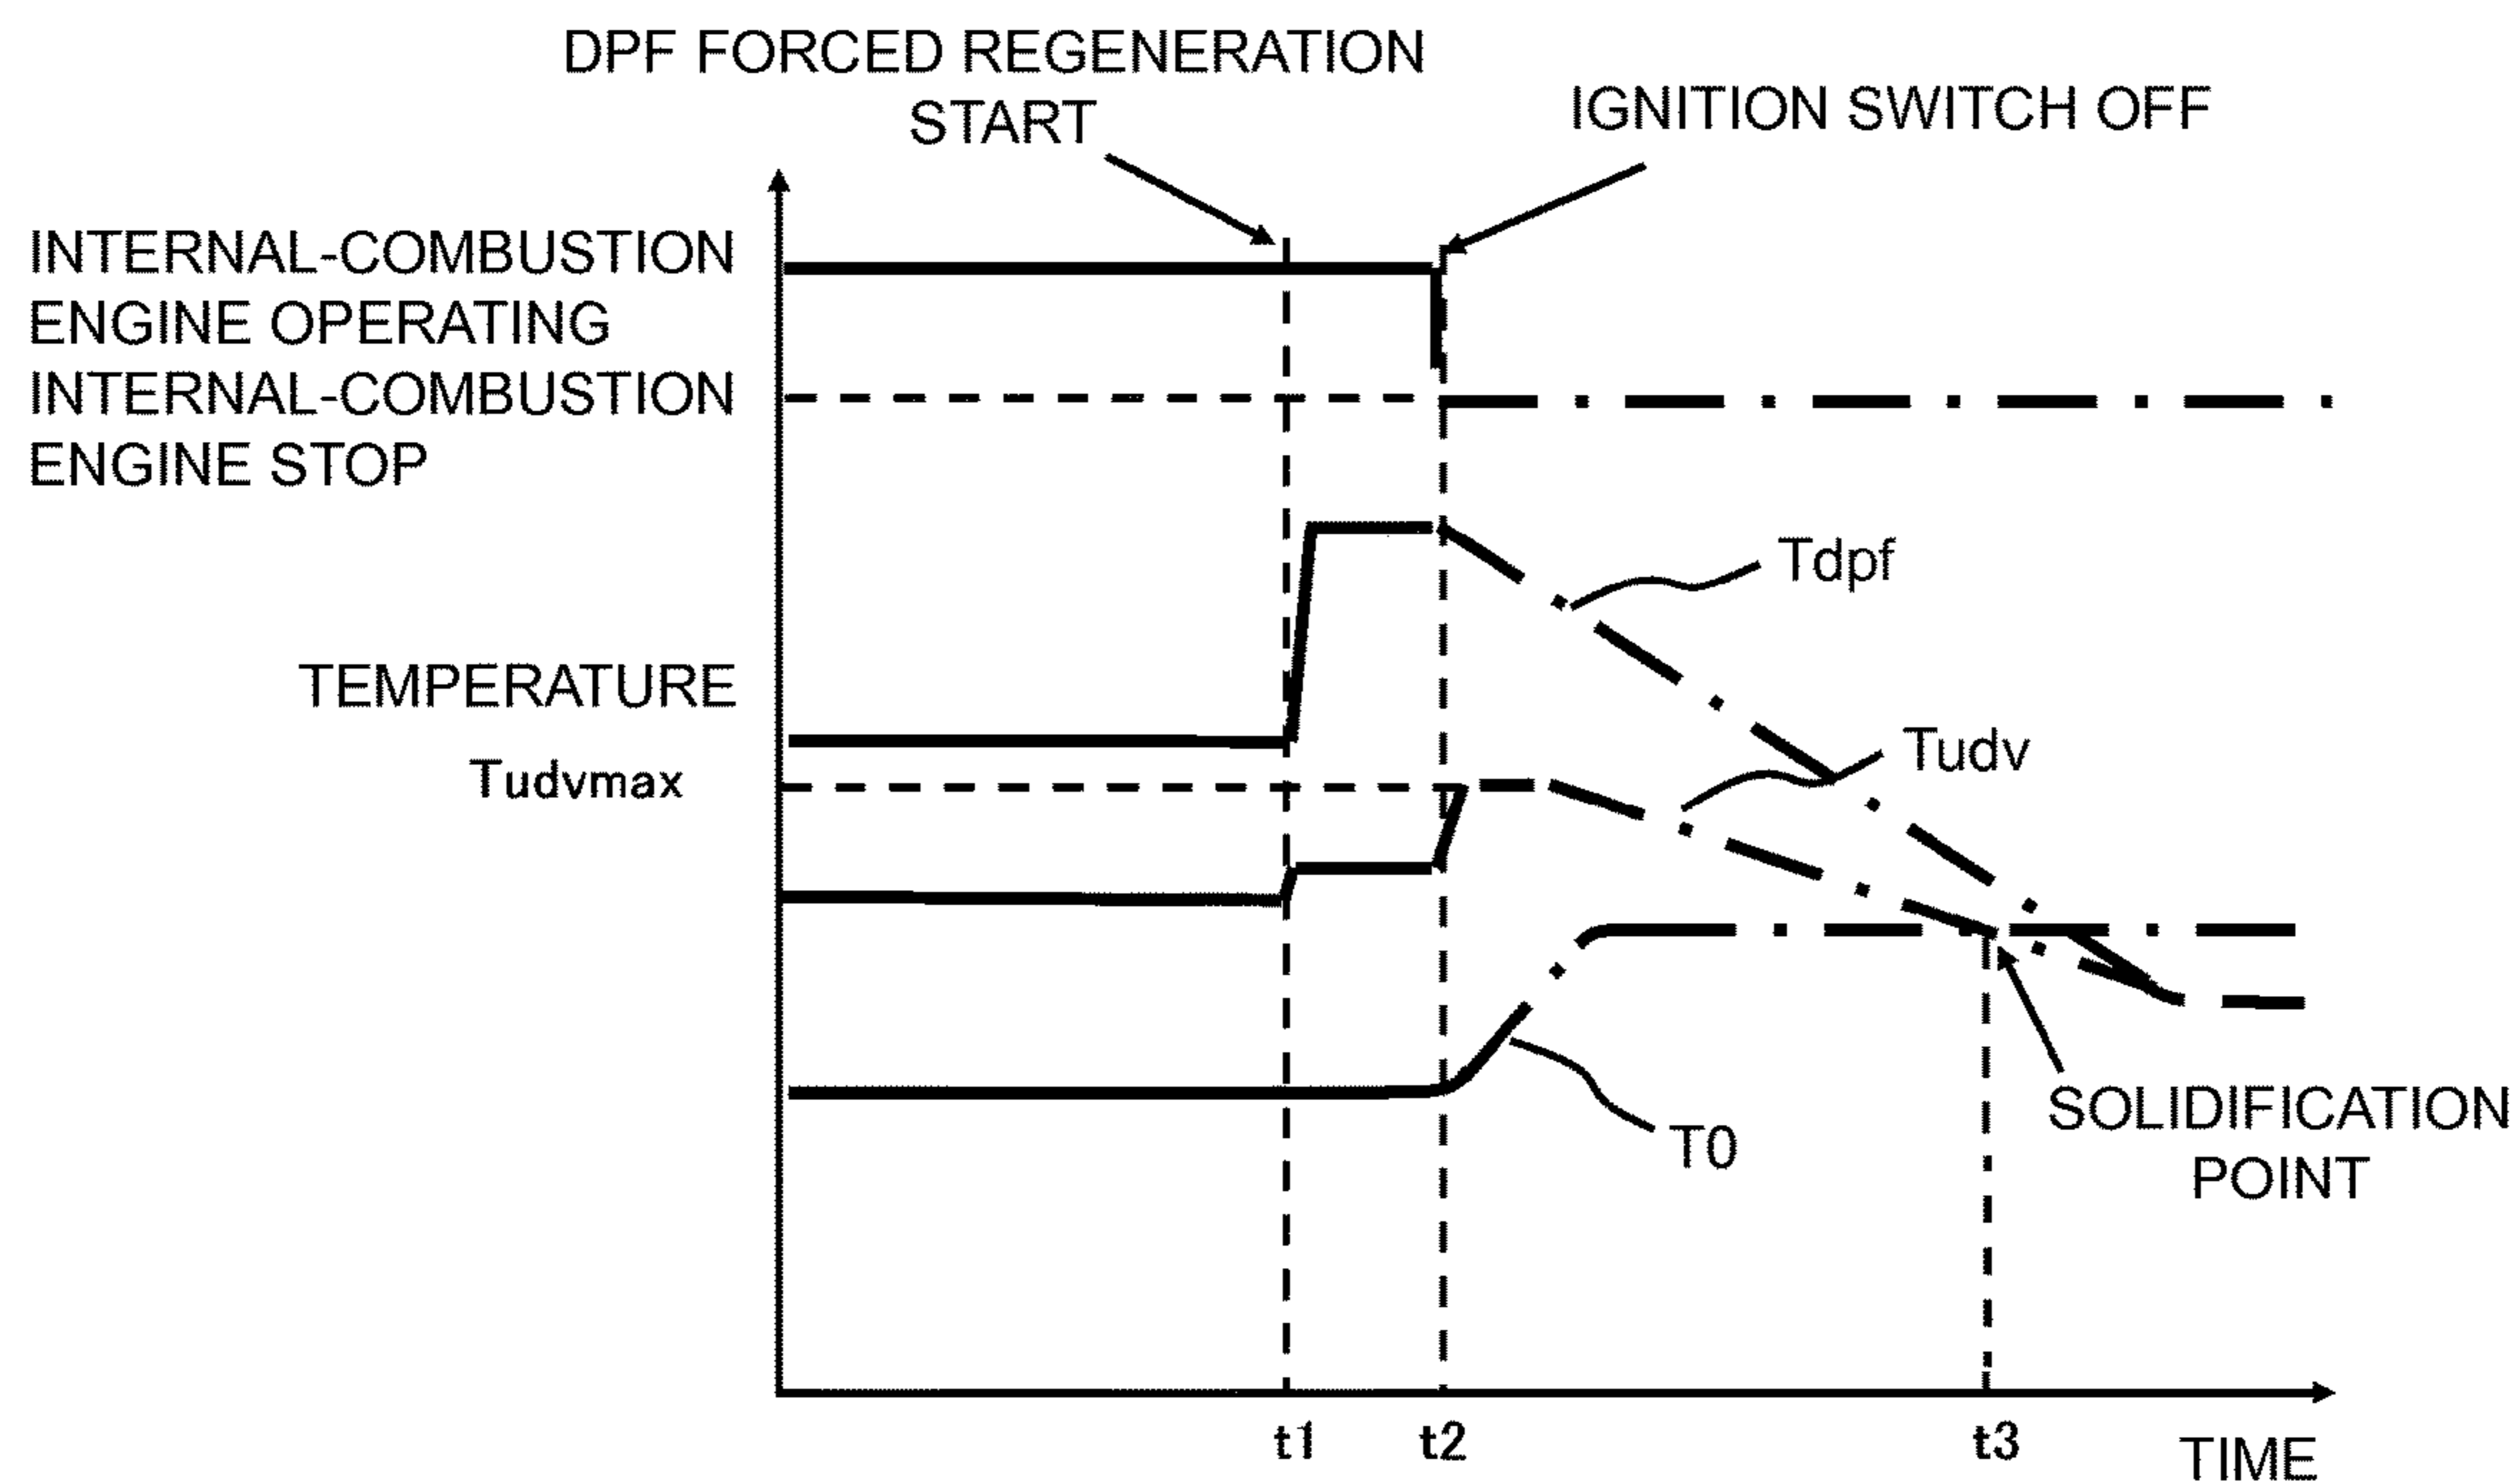 DPF FORCED REGENERATION
START
IGNITION SWITCH OFF
INTERNAL-COMBUSTION
ENGINE OPERATING
INTERNAL-COMBUSTION
ENGINE STOP
Tdpf
TEMPERATURE
Tudv
Tudvmax
SOLIDIFICATION
POINT
T0
t1
t2
t3
TIME